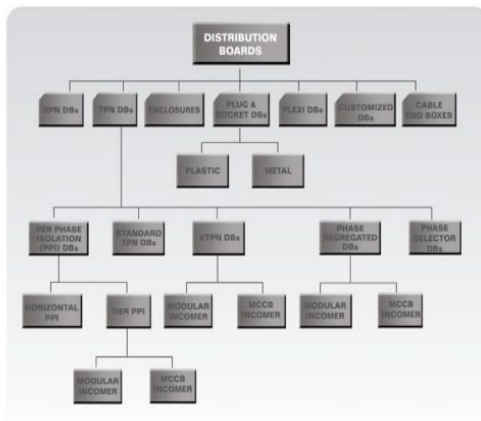 DISTRIBUTION
BOARDS
SPN DBs
TPN DBs
ENCLOSURES
PLUG &
SOCKET DBs
FLEXI DBs
CUSTOMIZED
DBs
CABLE
END BOXES
PLASTIC
METAL
PER PHASE
ISOLATION
(PPI) DBs
STANDARD
TPN DBs
VTPN DBs
PHASE
SEGREGATED
DBs
PHASE
SELECTOR
DBs
HORIZONTAL
PPI
TIER PPI
MODULAR
INCOMER
MCCB
INCOMER
MODULAR
INCOMER
MCCB
INCOMER
MODULAR
INCOMER
MCCB
INCOMER